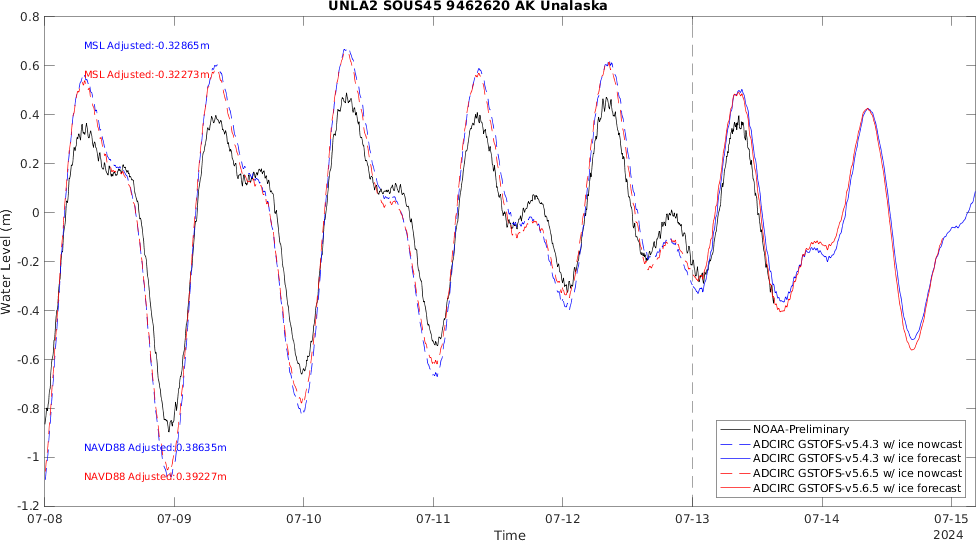 UNLA2 SOUS45 9462620 AK Unalaska
0.8
MSL Adjusted:-0.32865m
0.6
MSL Adjusted:-0.32273m
0.4
0.2
0
-0.2
-0.4
-0.6
-0.8
-1
-1.2
Water Level (m)
NAVD88 Adjusted:0.38635m
NAVD88 Adjusted:0.39227m
NOAA-Preliminary
ADCIRC GSTOFS-v5.4.3 w/ ice nowcast
ADCIRC GSTOFS-v5.4.3 w/ ice forecast
ADCIRC GSTOFS-v5.6.5 w/ ice nowcast
ADCIRC GSTOFS-v5.6.5 w/ ice forecast
07-08 07-09 07-10 07-11 07-12 07-13 07-14 07-15
Time
2024